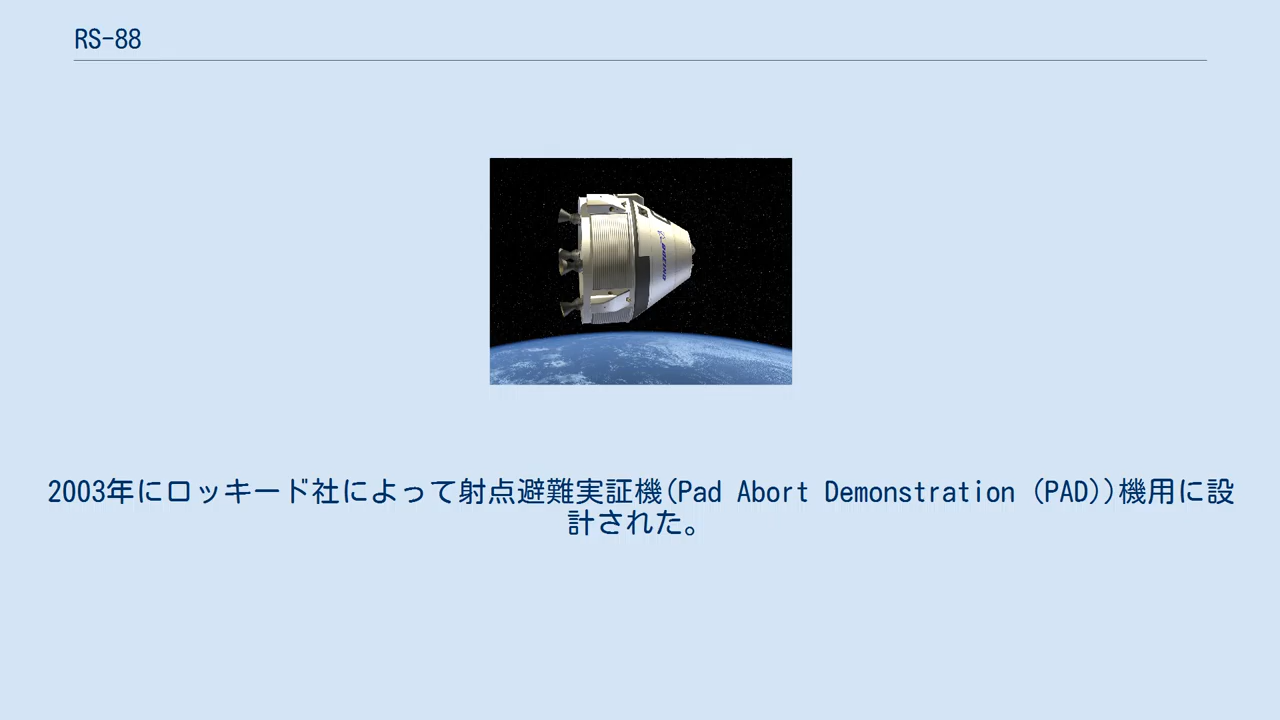 RS-88
BOEING
2003年にロッキード社によって射点避難実証機(Pad Abort Demonstration (PAD))機用に設
計された。